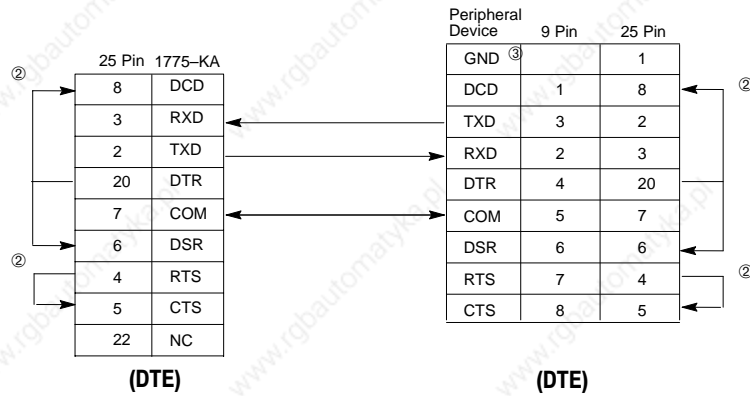 Peripheral
Device 9 Pin 25 Pin
25 Pin 1775–KA
GND ③ 1
② 8 DCD
DCD 1 8 ②
3 RXD
TXD 3 2
2 TXD
RXD 2 3
20 DTR
DTR 4 20
7 COM
COM 5 7
6 DSR
DSR 6 6
② 4 RTS
RTS 7 4 ②
5 CTS
CTS 8 5
22 NC
(DTE)
(DTE)
www.rgbautomatyka.pl